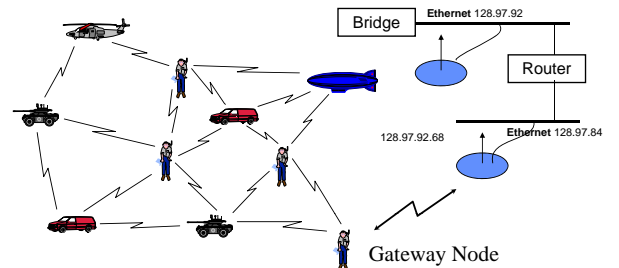 Ethernet 128.97.92
Bridge
Router
128.97.92.68
Ethernet 128.97.84
Gateway Node